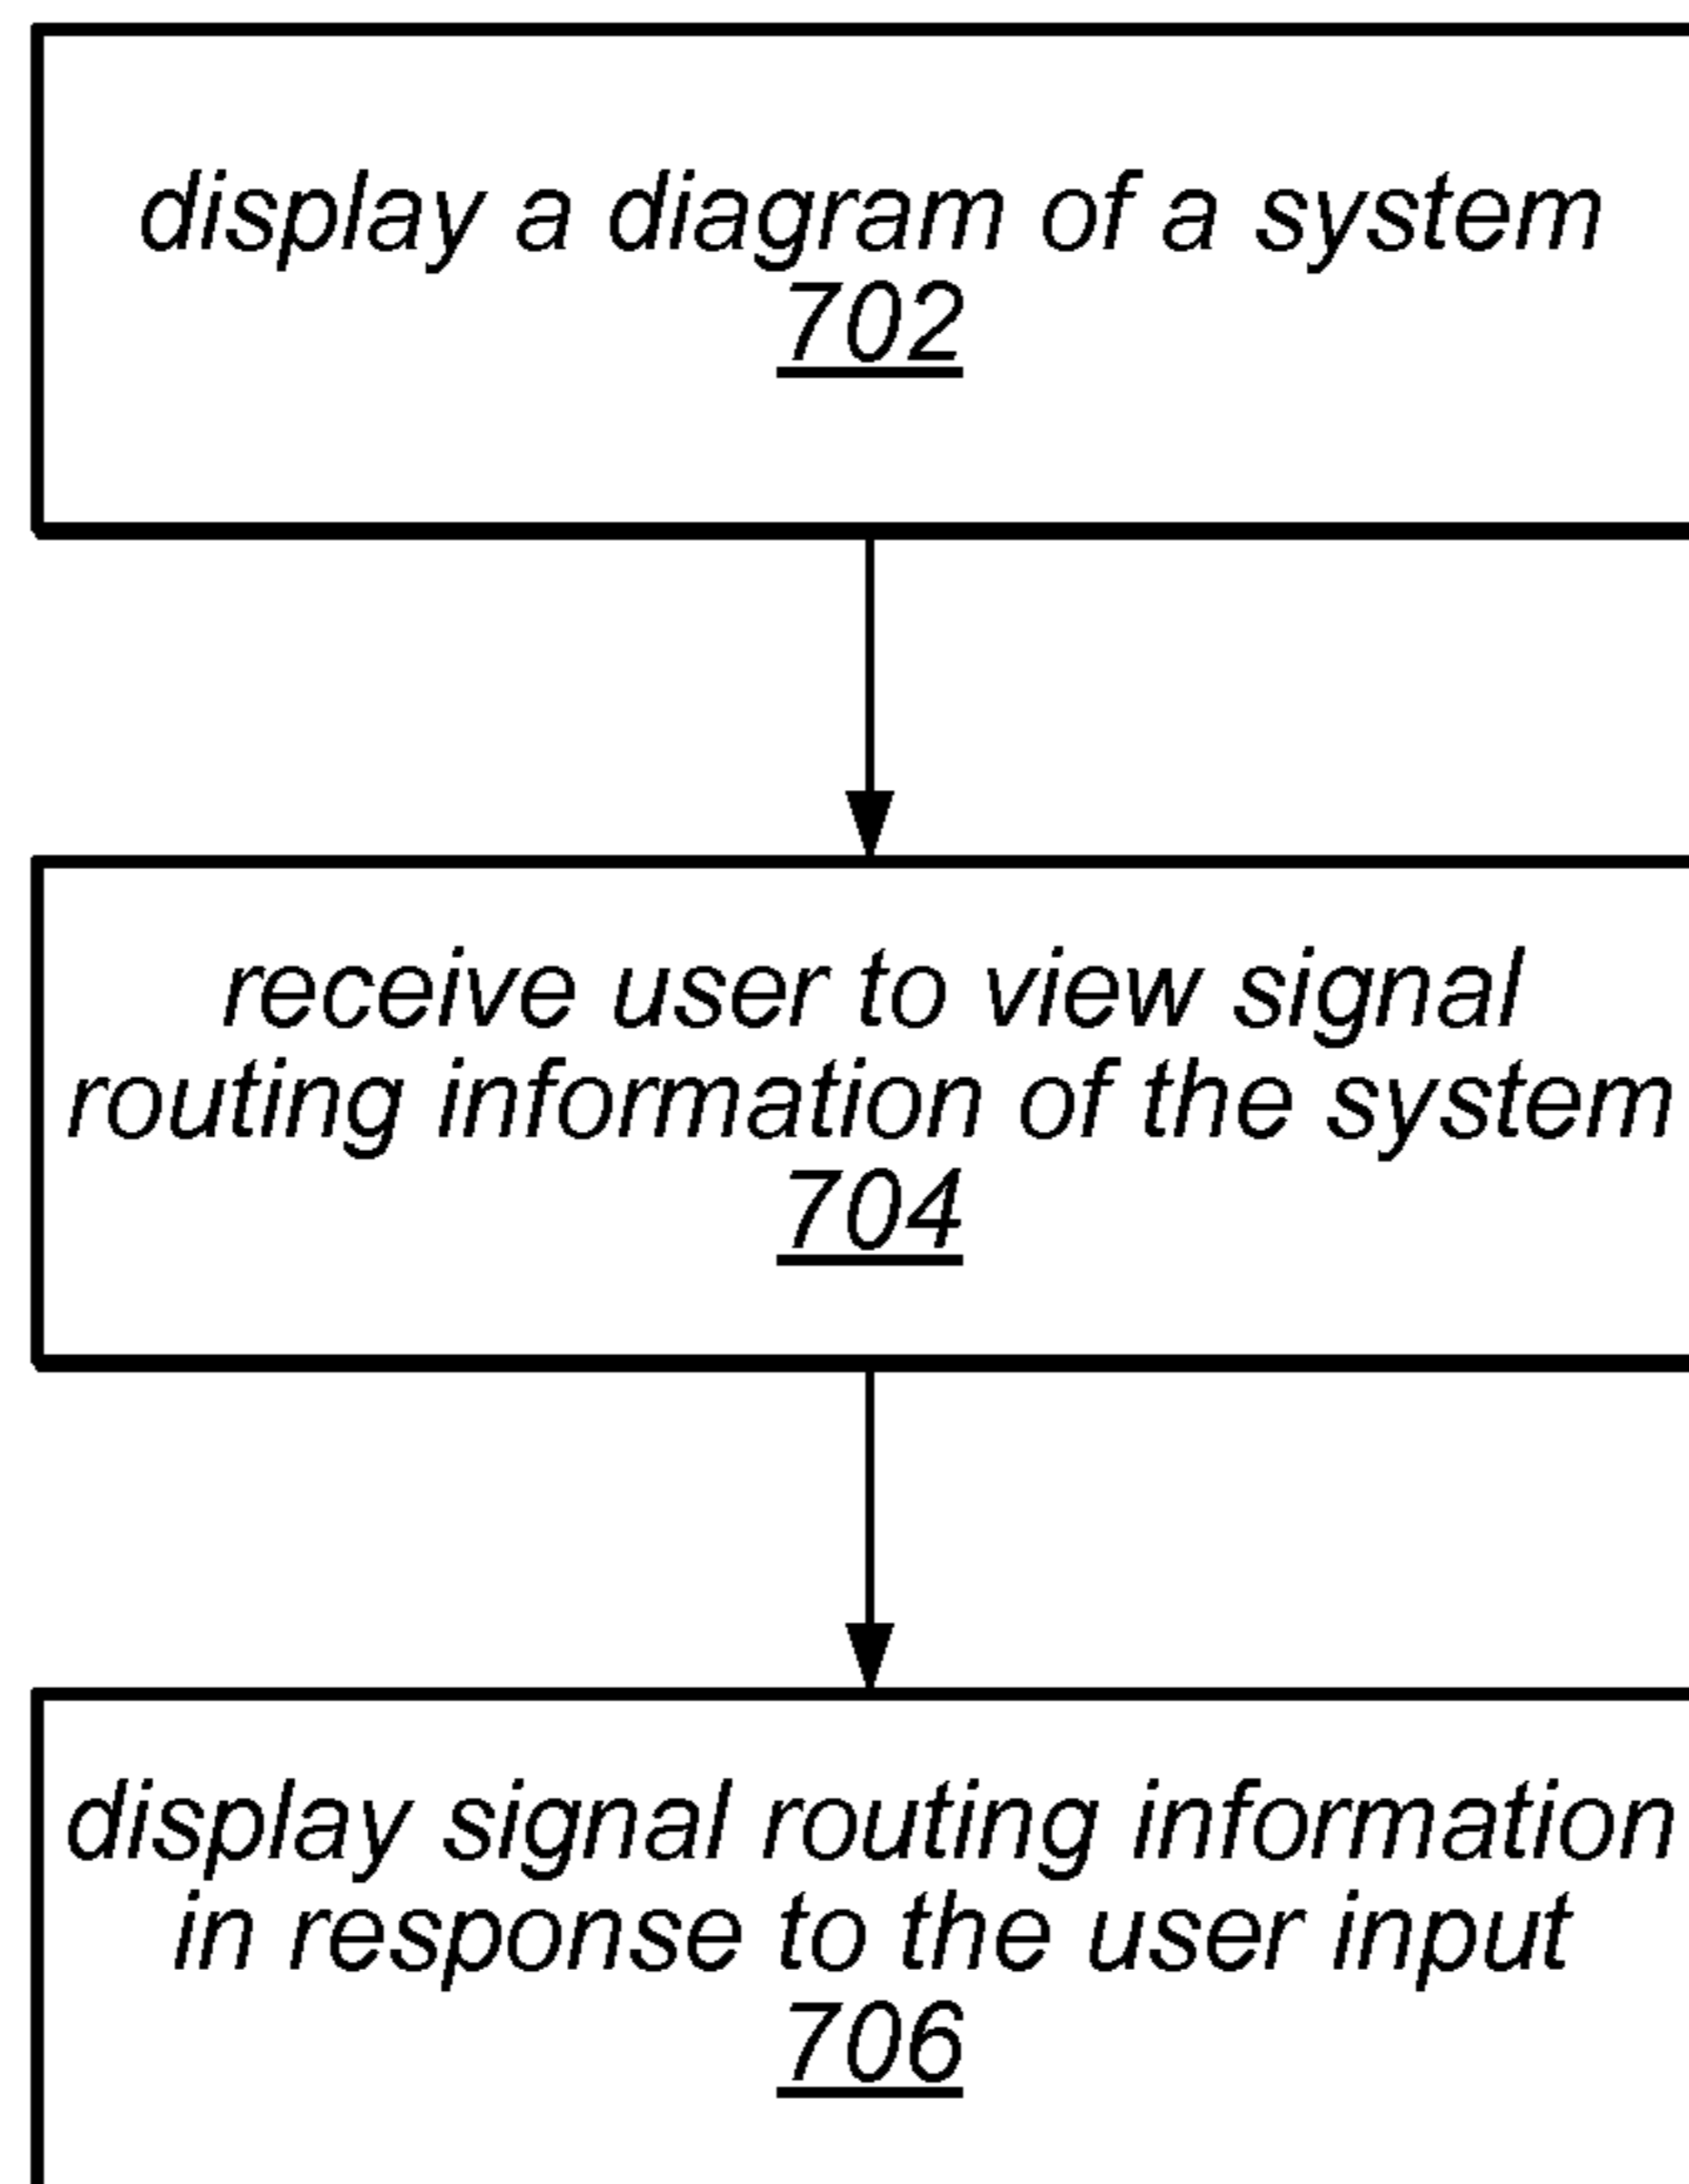 display a diagram of a system
702
receive user to view signal
routing information of the system
704
display signal routing information
in response to the user input
706